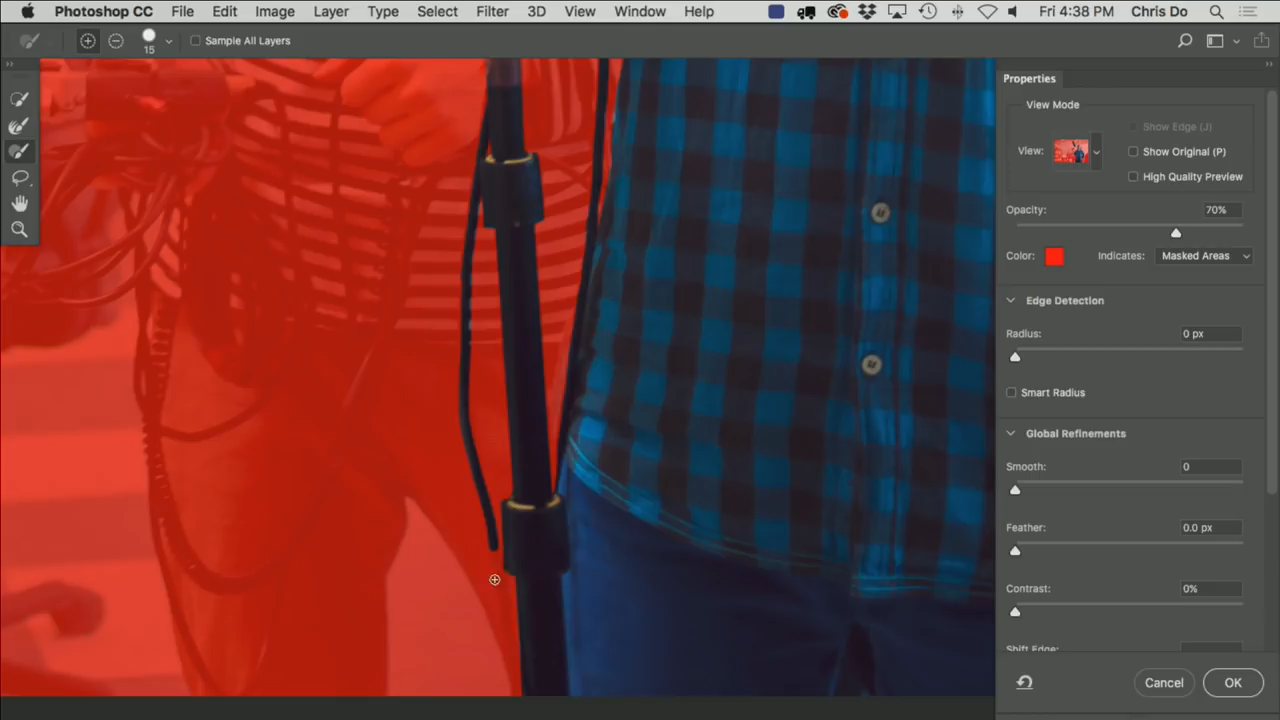 Photoshop CC File Edit Image Layer Type Select Filter 3D View Window Help Fri 4:38 PM Chris Do
15 Sample All Layers
Properties
View Mode
Show Edge (J)
View: Show Original (P)
High Quality Preview
Opacity: 70%
Color: Indicates: Masked Areas
Edge Detection
Radius: 0 px
Smart Radius
Global Refinements
Smooth: 0
Feather: 0.0 px
Contrast: 0%
Shift Edge:
Cancel OK